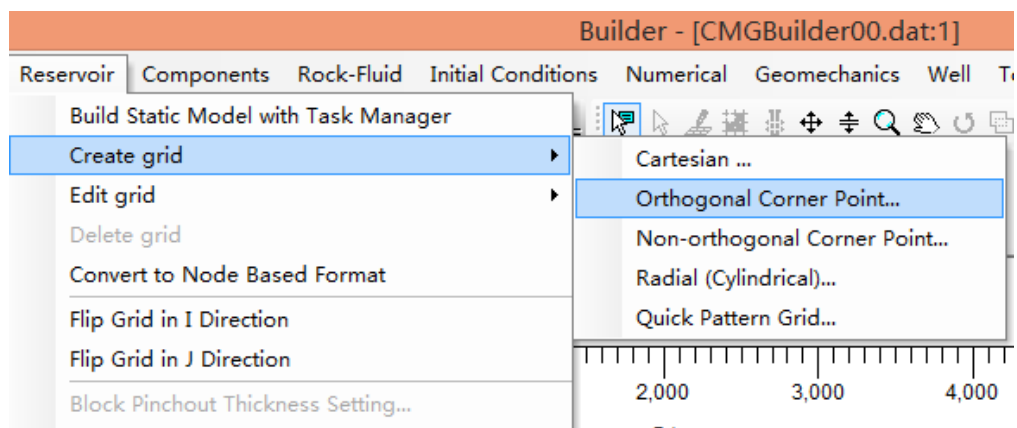 Builder - [CMGBuilder00.dat:1]
Reservoir Components Rock-Fluid Initial Conditions Numerical Geomechanics Well
Build Static Model with Task Manager
Create grid
Edit grid
Delete grid
Convert to Node Based Format
Flip Grid in I Direction
Flip Grid in J Direction
Block Pinchout Thickness Setting...
Cartesian ...
Orthogonal Corner Point...
Non-orthogonal Corner Point...
Radial (Cylindrical)...
Quick Pattern Grid...
2,000 3,000 4,000